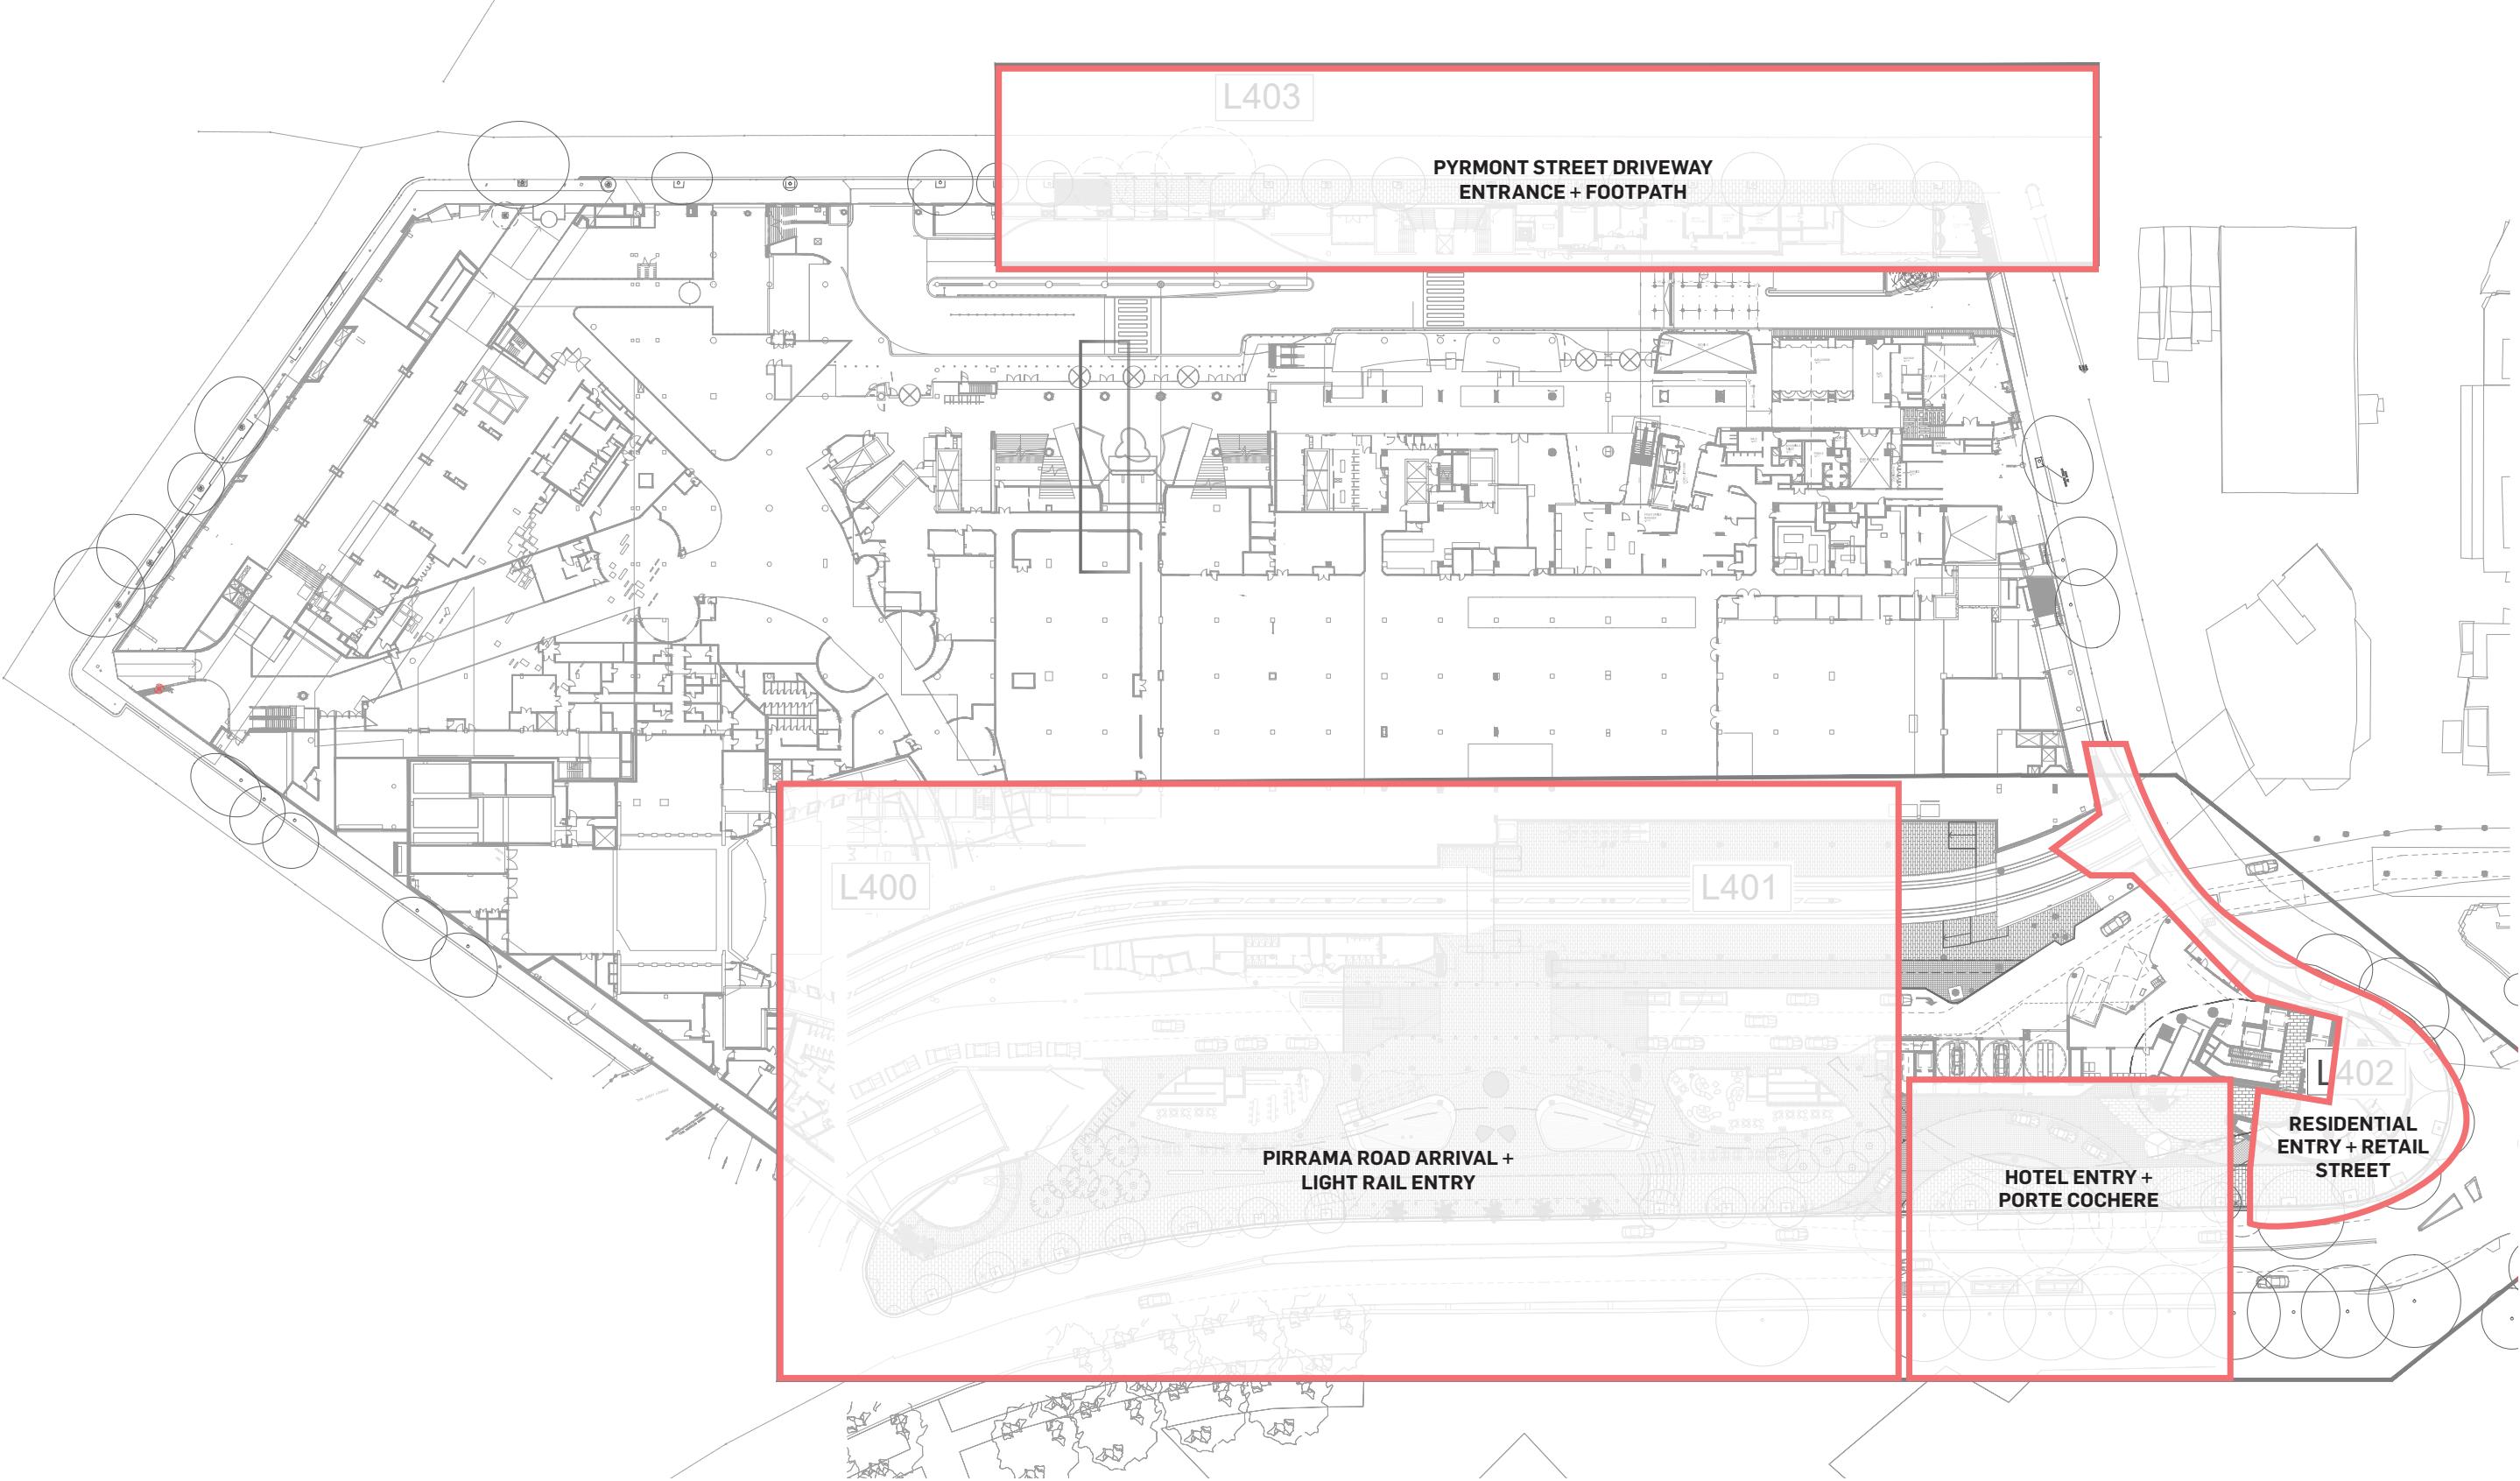 L403
PYRMONT STREET DRIVEWAY
ENTRANCE + FOOTPATH
L400
L401
L402
PIRRAMA ROAD ARRIVAL +
LIGHT RAIL ENTRY
HOTEL ENTRY +
PORTE COCHERE
RESIDENTIAL
ENTRY + RETAIL
STREET